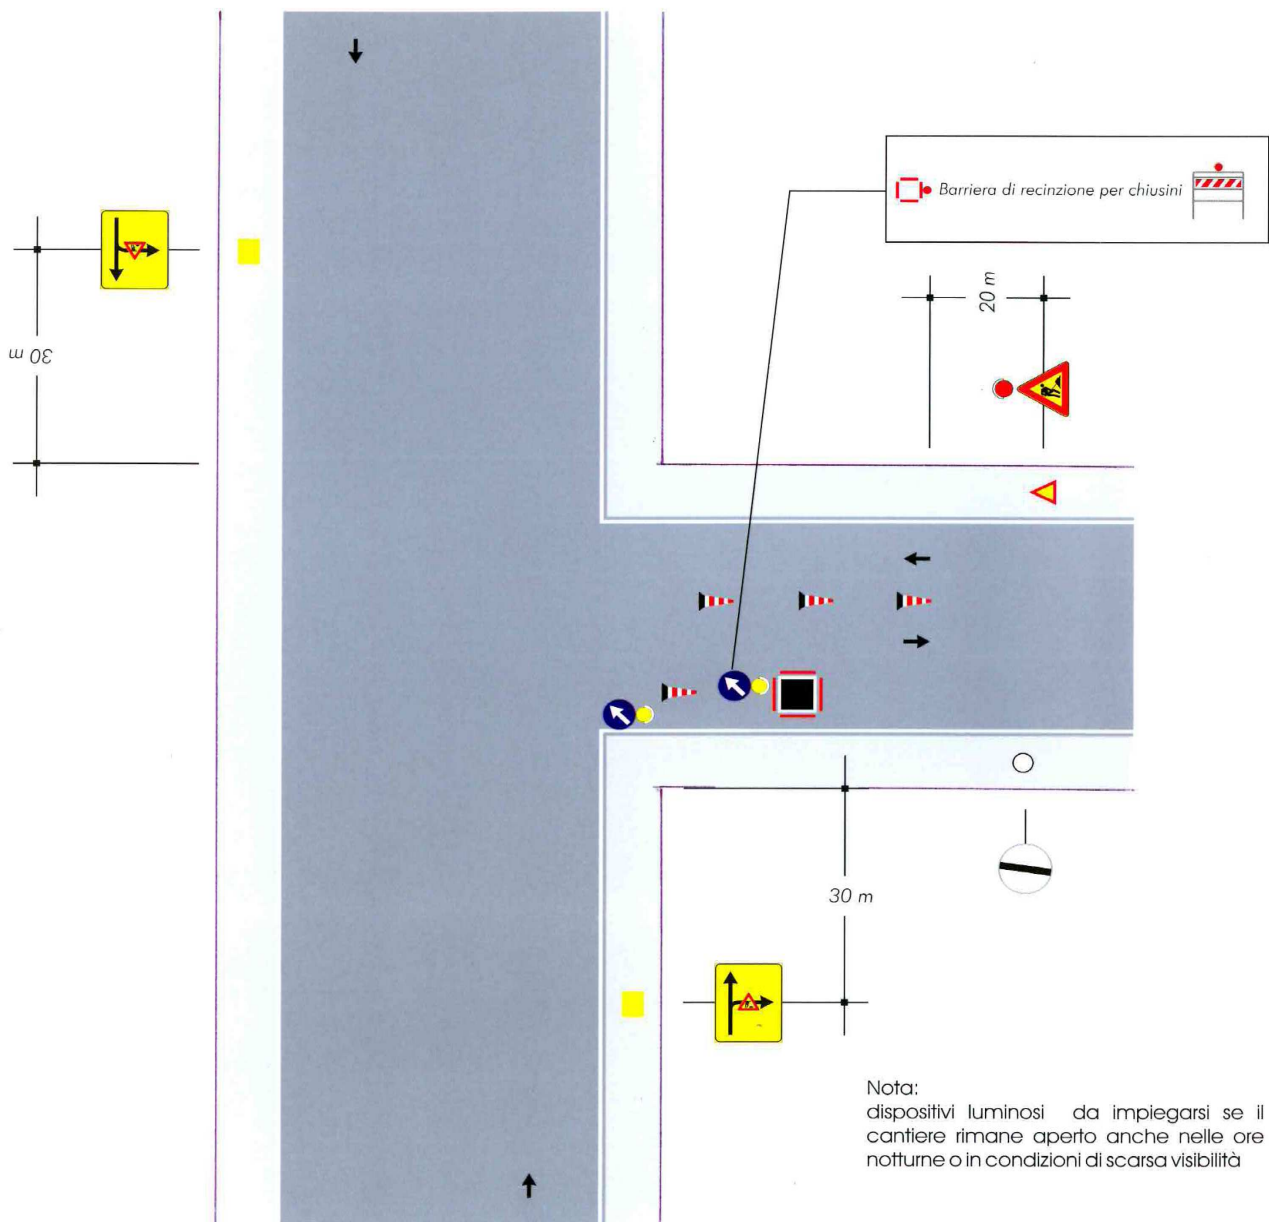 Barriera di recinzione per chiusini
20 m
30 m
30 m
Nota:
dispositivi luminosi da impiegarsi se il
cantiere rimane aperto anche nelle ore
notturne o in condizioni di scarsa visibilità